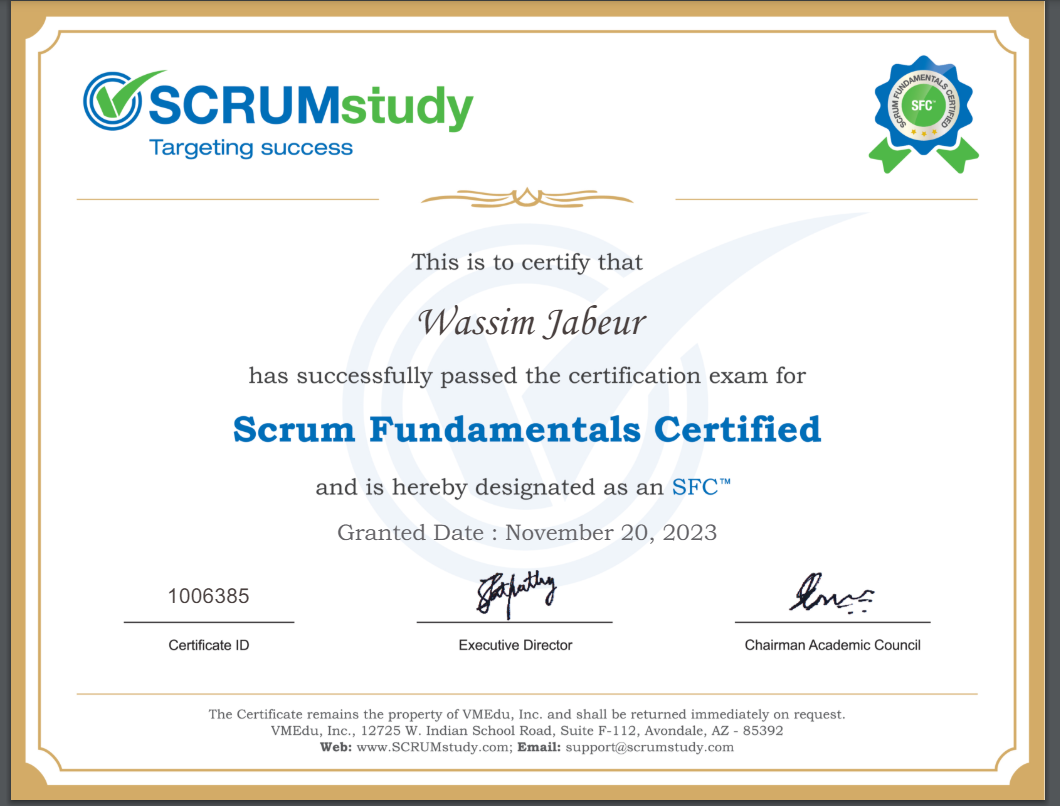 SCRUMstudy
Targeting success
SCRUM FUNDAMENTALS CERTIFIED
SFC™
This is to certify that
Wassim Jabeur
has successfully passed the certification exam for
Scrum Fundamentals Certified
and is hereby designated as an SFC™
Granted Date : November 20, 2023
1006385
Certificate ID
Executive Director
Chairman Academic Council
The Certificate remains the property of VMEdu, Inc. and shall be returned immediately on request.
VMEdu, Inc., 12725 W. Indian School Road, Suite F-112, Avondale, AZ - 85392
Web: www.SCRUMstudy.com; Email: support@scrumstudy.com